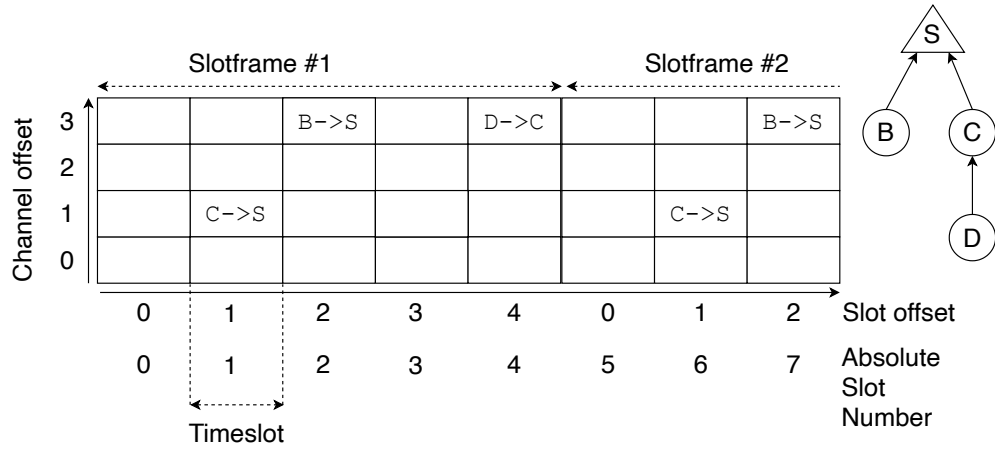 S
Slotframe #1 Slotframe #2
3 B->S D->C B->S B C
2
1 C->S C->S
0 D
Channel offset
0 1 2 3 4 0 1 2 Slot offset
0 1 2 3 4 5 6 7 Absolute
Slot
Number
Timeslot